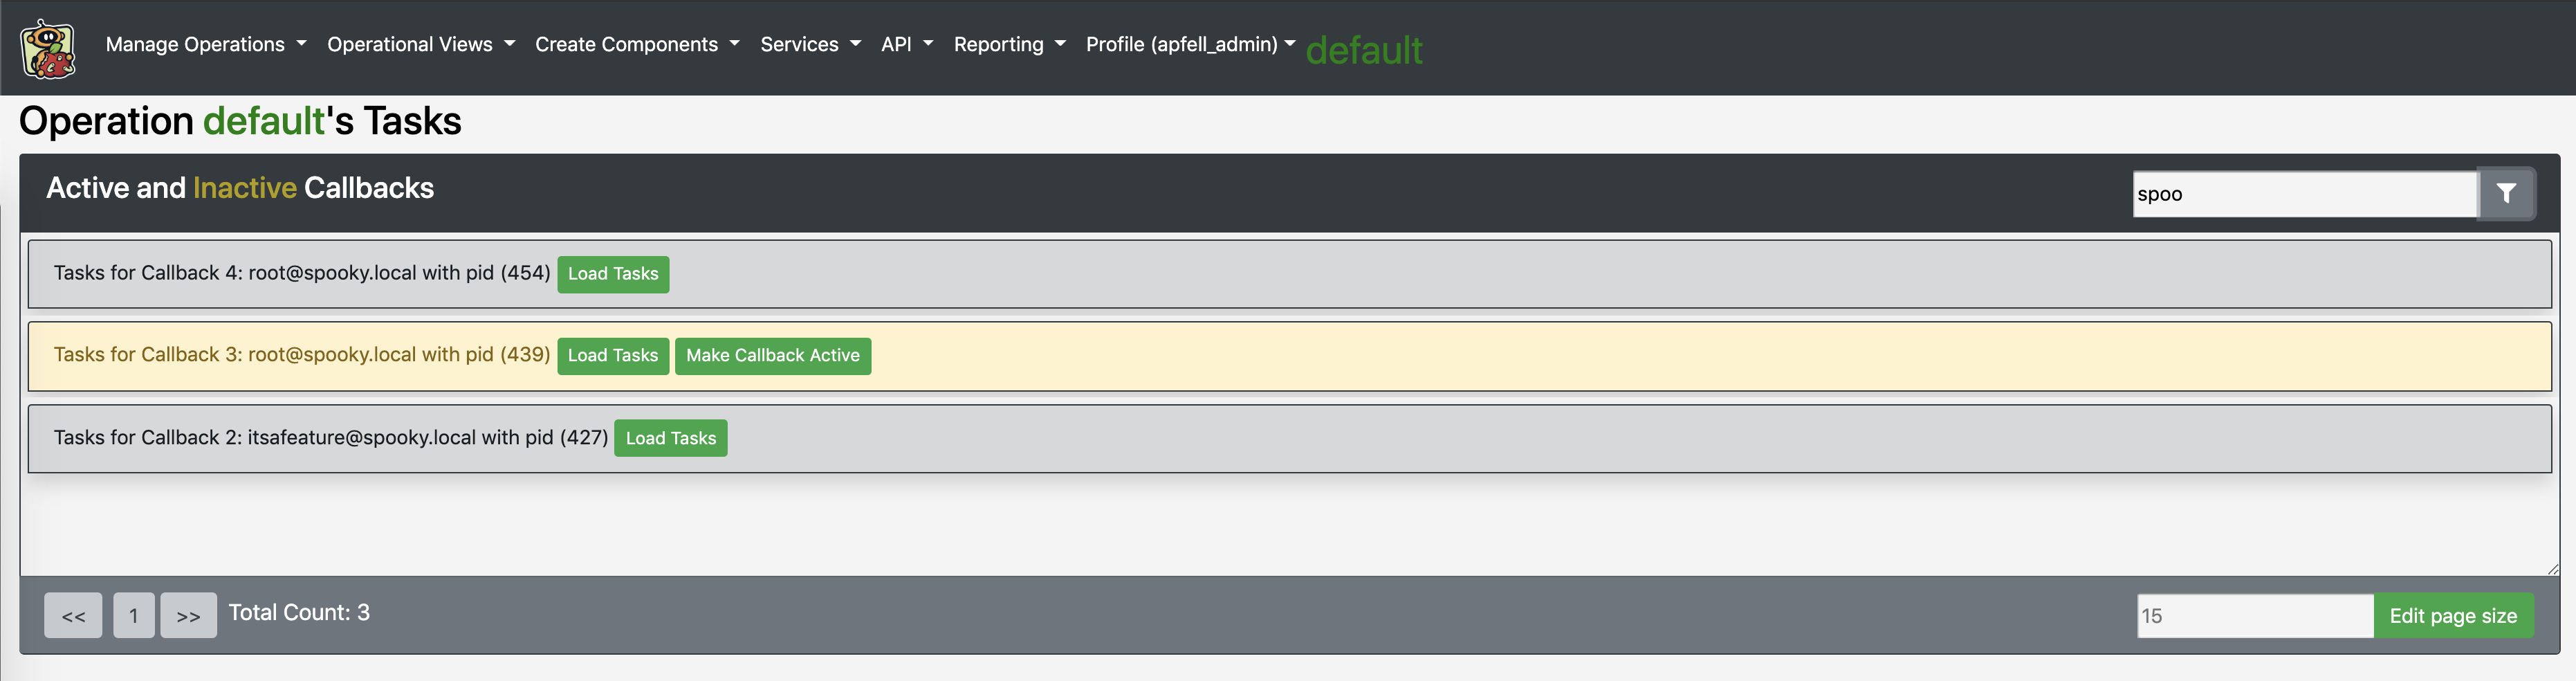 Manage Operations Operational Views Create Components Services API Reporting Profile (apfell_admin) default
Operation default's Tasks
Active and Inactive Callbacks spoo
Tasks for Callback 4: root@spooky.local with pid (454) Load Tasks
Tasks for Callback 3: root@spooky.local with pid (439) Load Tasks Make Callback Active
Tasks for Callback 2: itsafeature@spooky.local with pid (427) Load Tasks
<< 1 >> Total Count: 3 15 Edit page size